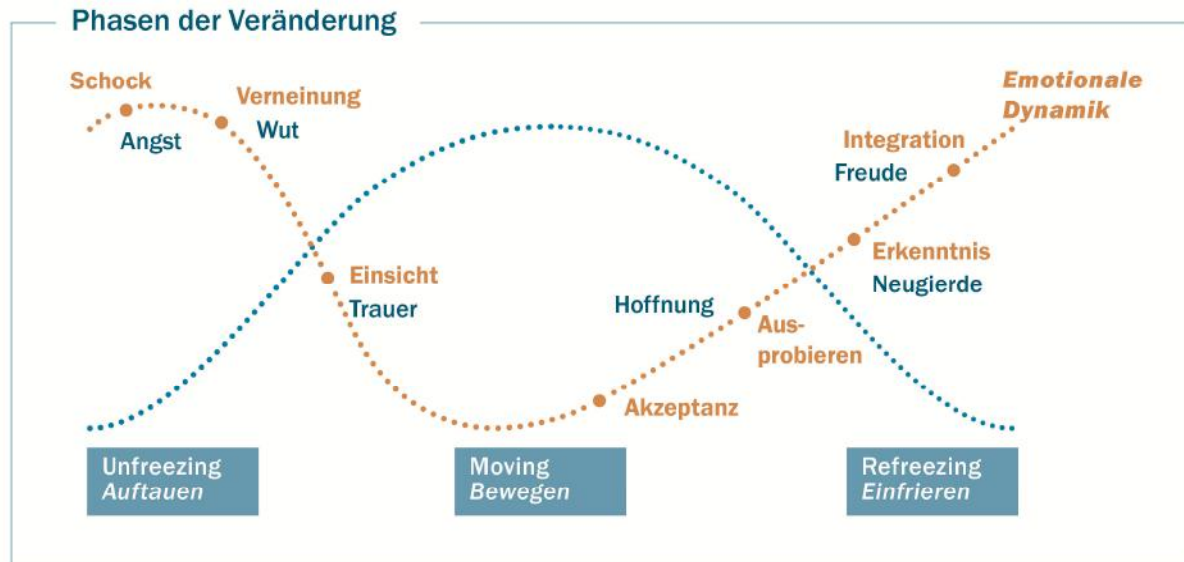 Phasen der Veränderung
Schock
Angst
Verneinung
Wut
Einsicht
Trauer
Akzeptanz
Hoffnung
Aus-
probieren
Erkenntnis
Neugierde
Integration
Freude
Emotionale
Dynamik
Unfreezing
Auftauen
Moving
Bewegen
Refreezing
Einfrieren